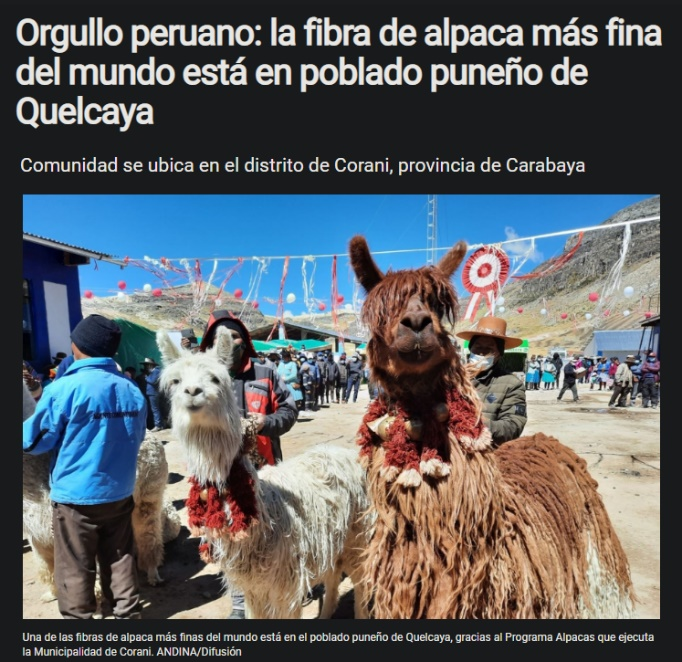 Orgullo peruano: la fibra de alpaca más fina
del mundo está en poblado puneño de
Quelcaya
Comunidad se ubica en el distrito de Corani, provincia de Carabaya
Una de las fibras de alpaca más finas del mundo está en el poblado puneño de Quelcaya, gracias al Programa Alpacas que ejecuta
la Municipalidad de Corani. ANDINA/Difusión